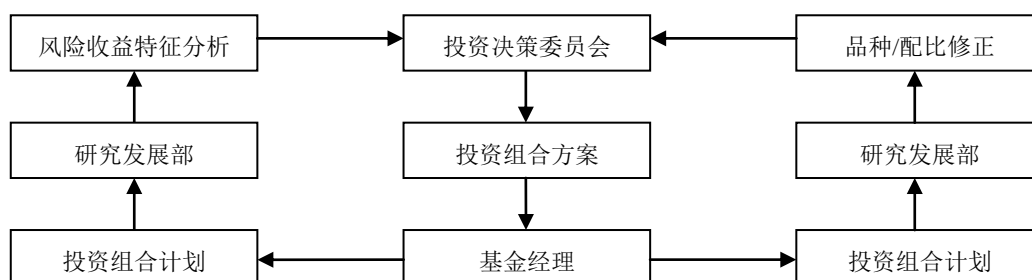 风险收益特征分析
投资决策委员会
品种/配比修正
研究发展部
投资组合方案
研究发展部
投资组合计划
基金经理
投资组合计划